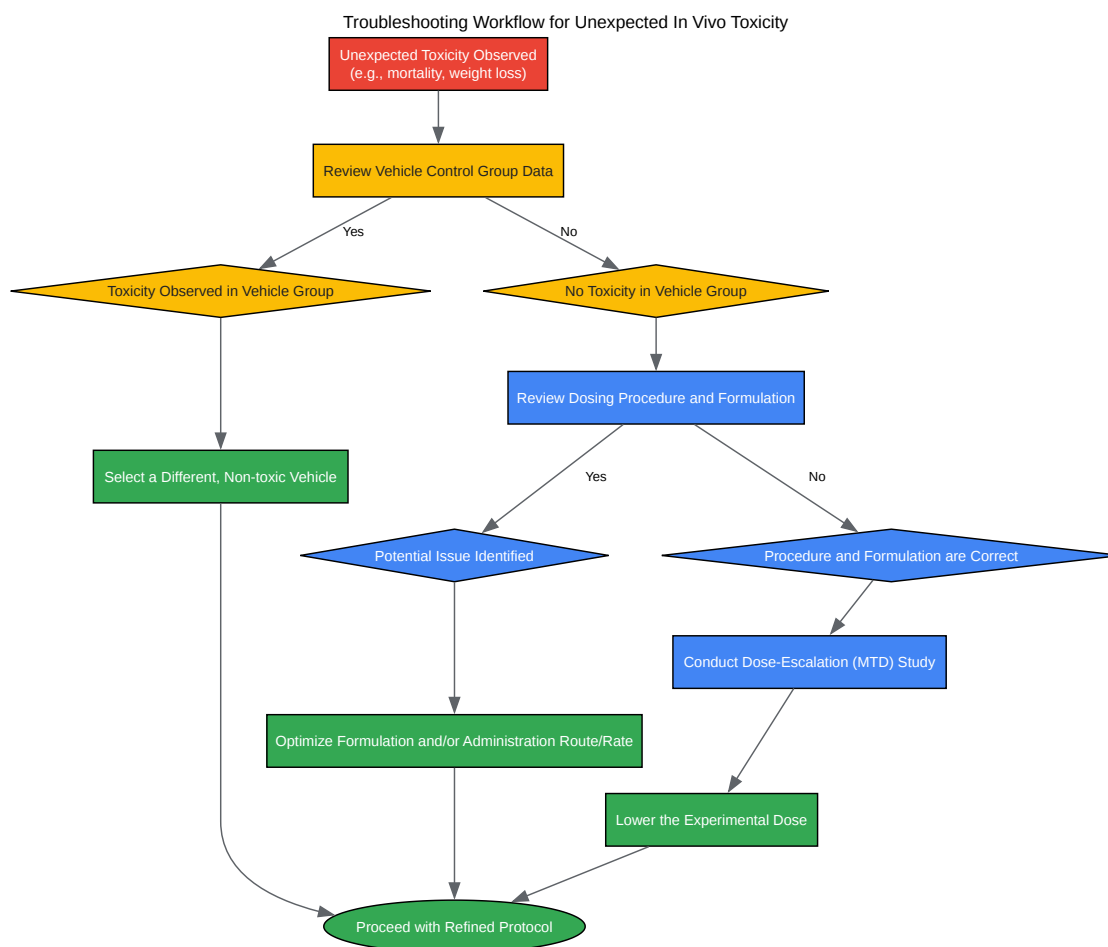 Troubleshooting Workflow for Unexpected In Vivo Toxicity
Unexpected Toxicity Observed
(e.g., mortality, weight loss)
Review Vehicle Control Group Data
Yes
No
Toxicity Observed in Vehicle Group
No Toxicity in Vehicle Group
Review Dosing Procedure and Formulation
Select a Different, Non-toxic Vehicle
Yes
No
Potential Issue Identified
Procedure and Formulation are Correct
Conduct Dose-Escalation (MTD) Study
Optimize Formulation and/or Administration Route/Rate
Lower the Experimental Dose
Proceed with Refined Protocol